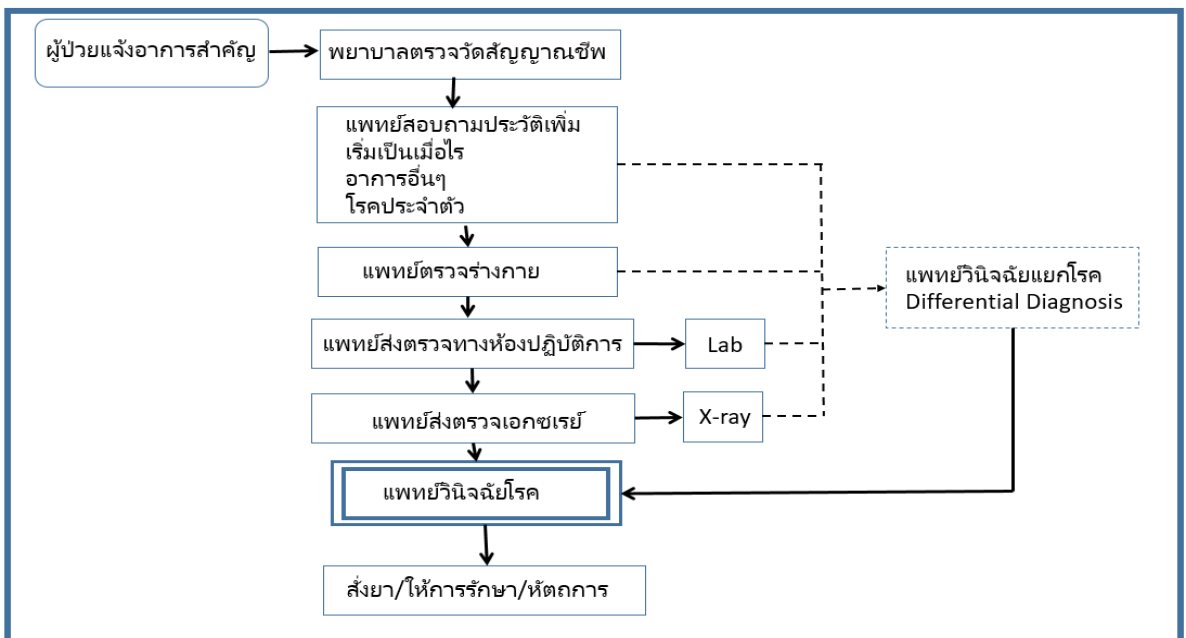 ผู้ป่วยแจ้งอาการสำคัญ
พยาบาลตรวจวัดสัญญาณชีพ
แพทย์สอบถามประวัติเพิ่ม
เริ่มเป็นเมื่อไร
อาการอื่นๆ
โรคประจำตัว
แพทย์ตรวจร่างกาย
แพทย์วินิจฉัยแยกโรค
Differential Diagnosis
แพทย์ส่งตรวจทางห้องปฏิบัติการ
Lab
แพทย์ส่งตรวจเอกซเรย์
X-ray
แพทย์วินิจฉัยโรค
สั่งยา/ให้การรักษา/หัตถการ